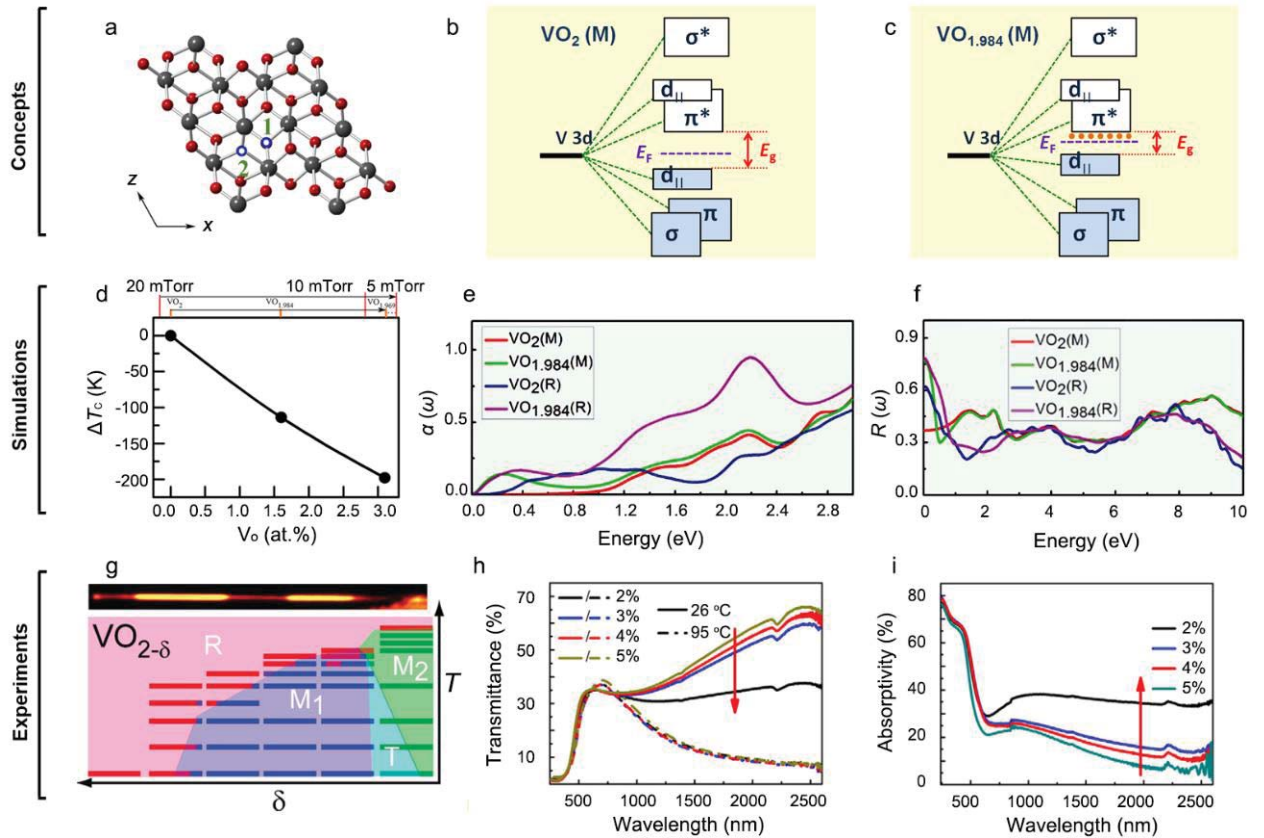 Concepts
a
1
2
z
x
b
VO2 (M)
σ*
d||
π*
V 3d
EF
Eg
d||
π
σ
c
VO1.984 (M)
σ*
d||
π*
V 3d
EF
Eg
d||
π
σ
Simulations
d
20 mTorr 10 mTorr 5 mTorr
VO2 VO1.984 VO1.969
ΔTc (K)
0
-50
-100
-150
-200
0.0 0.5 1.0 1.5 2.0 2.5 3.0
Vo (at.%)
e
α (ω)
1.0
0.75
0.5
0.25
0.0
VO2(M)
VO1.984(M)
VO2(R)
VO1.984(R)
0.4 0.8 1.2 1.6 2.0 2.4 2.8
Energy (eV)
f
R (ω)
0.9
0.6
0.3
0.0
VO2(M)
VO1.984(M)
VO2(R)
VO1.984(R)
0 2 4 6 8 10
Energy (eV)
Experiments
g
VO2-δ
R
M1
M2
T
T
δ
h
Transmittance (%)
70
50
30
10
/ 2%
/ 3%
/ 4%
/ 5%
26 °C
95 °C
500 1000 1500 2000 2500
Wavelength (nm)
i
Absorptivity (%)
80
60
40
20
0
2%
3%
4%
5%
500 1000 1500 2000 2500
Wavelength (nm)